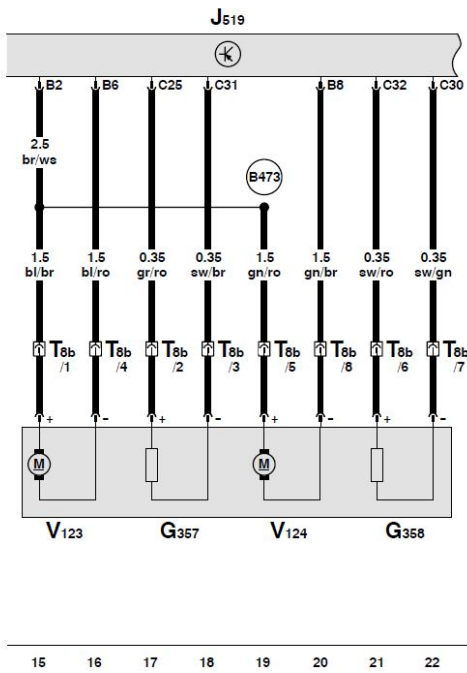 J519
B2 B6 C25 C31 B8 C32 C30
2.5
br/ws
B473
1.5 1.5 0.35 0.35 1.5 1.5 0.35 0.35
bl/br bl/ro gr/ro sw/br gn/ro gn/br sw/ro sw/gn
T8b T8b T8b T8b T8b T8b T8b T8b
/1 /4 /2 /3 /5 /8 /6 /7
+ - + - + - + -
M M
V123 G357 V124 G358
15 16 17 18 19 20 21 22